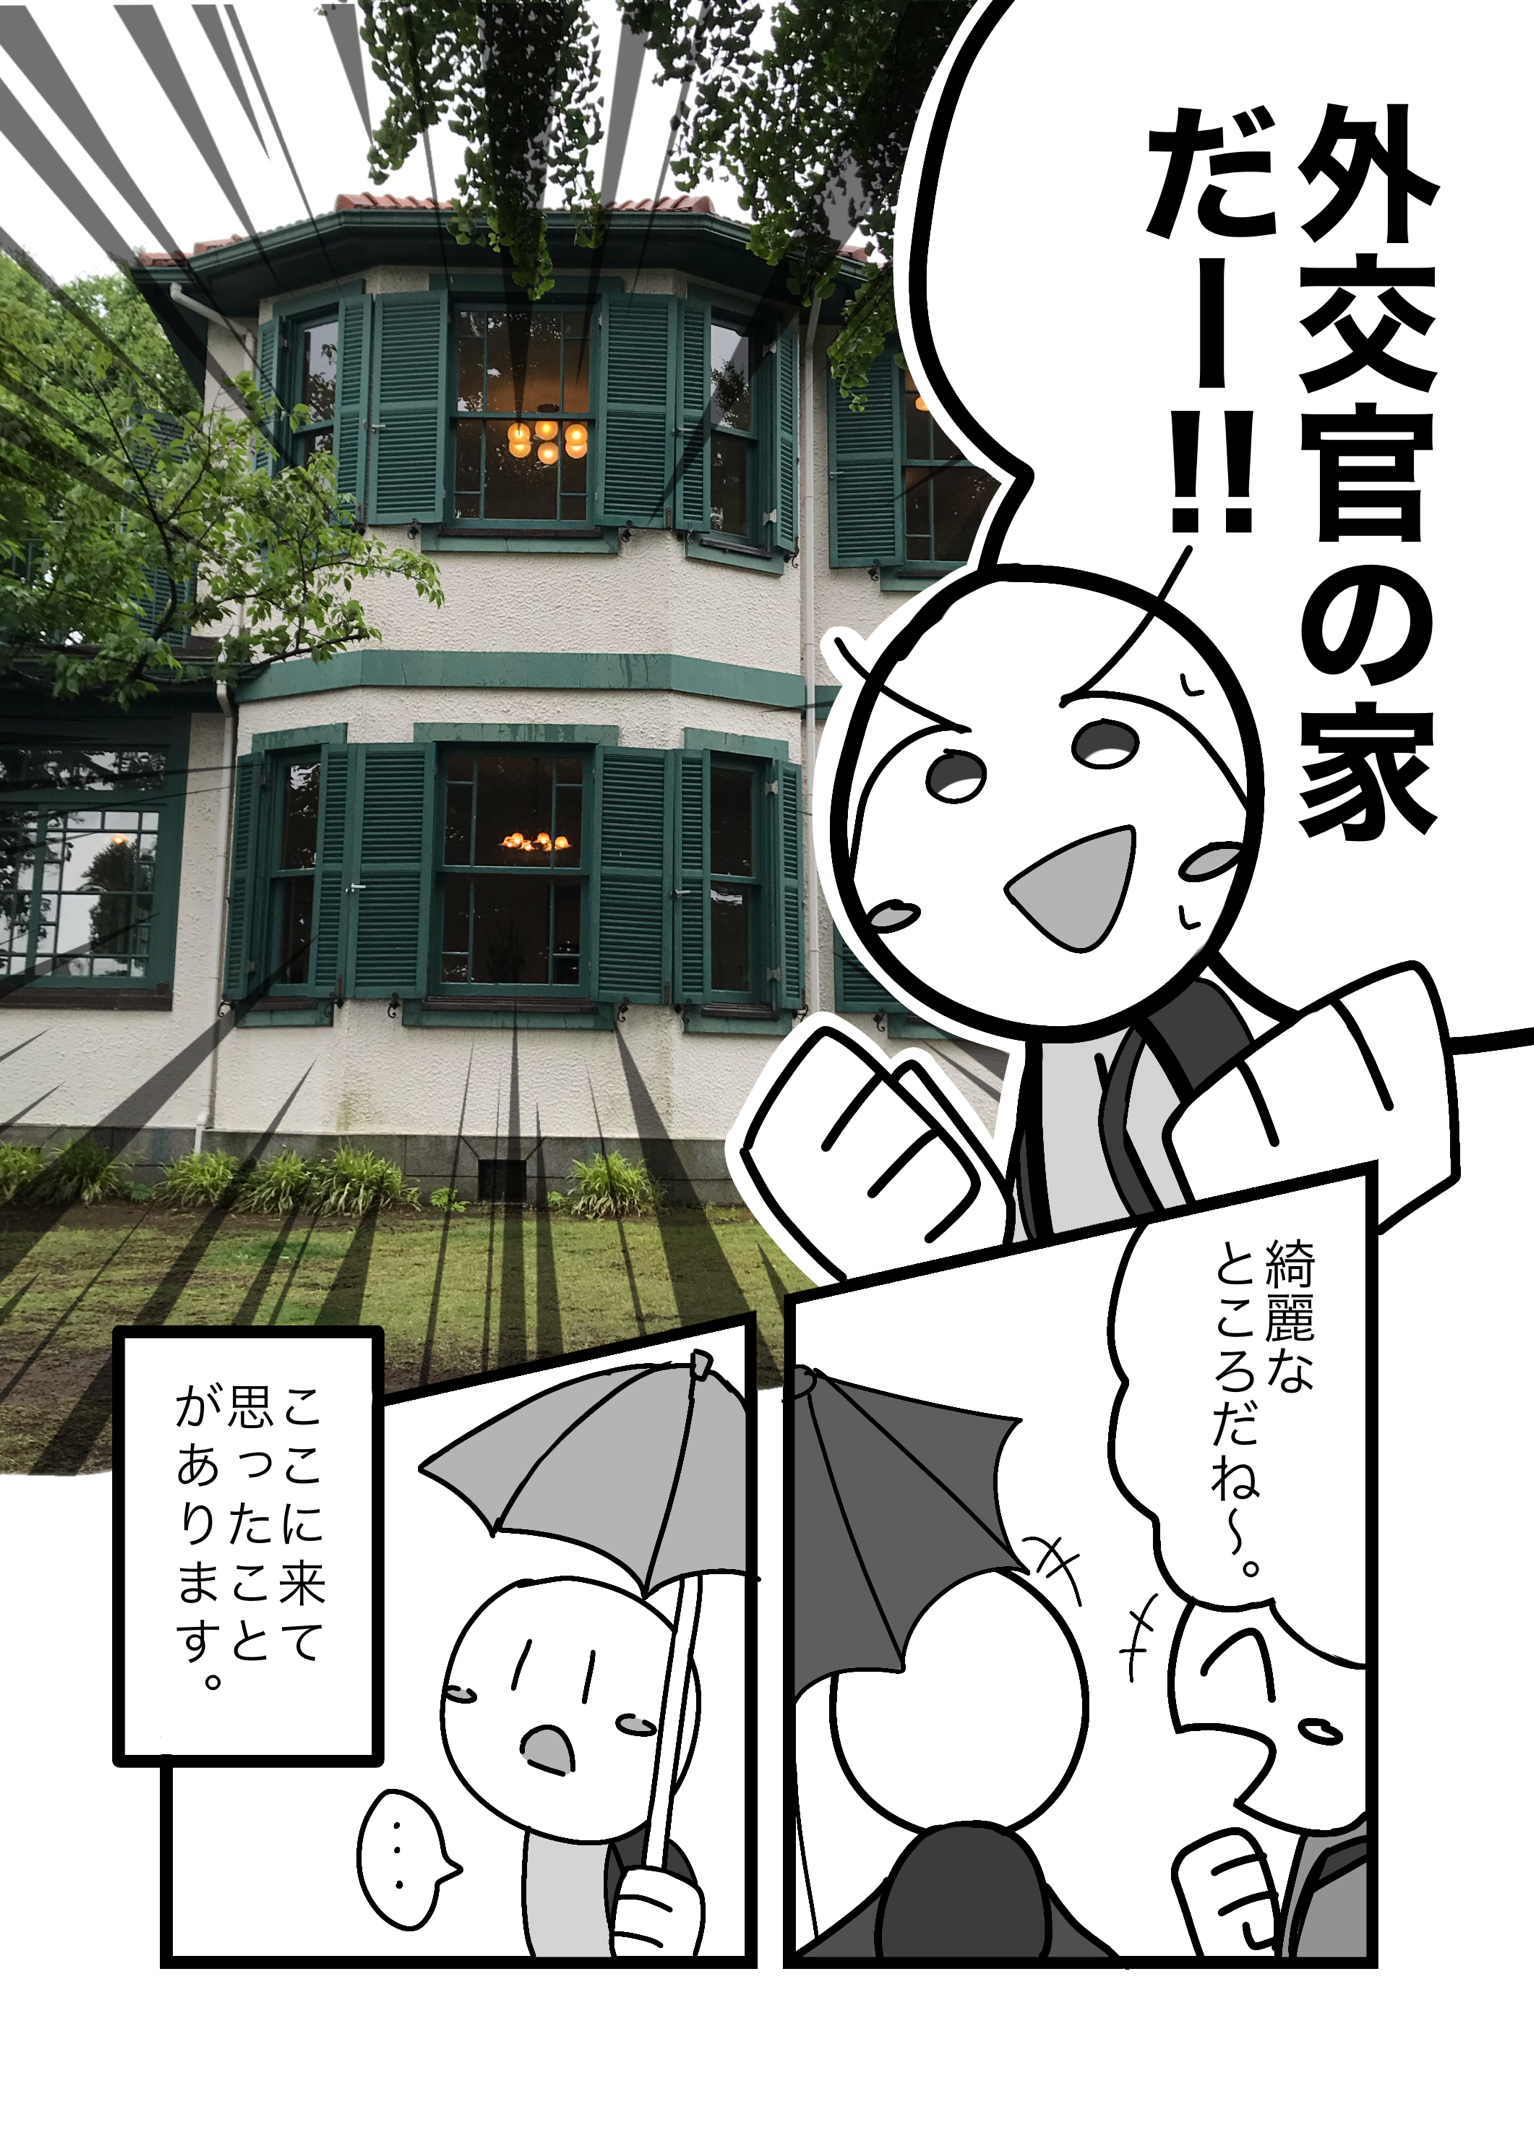 外交官の家
だー!!
綺麗な
ところだね〜。
ここに来て
思ったこと
があります。
…